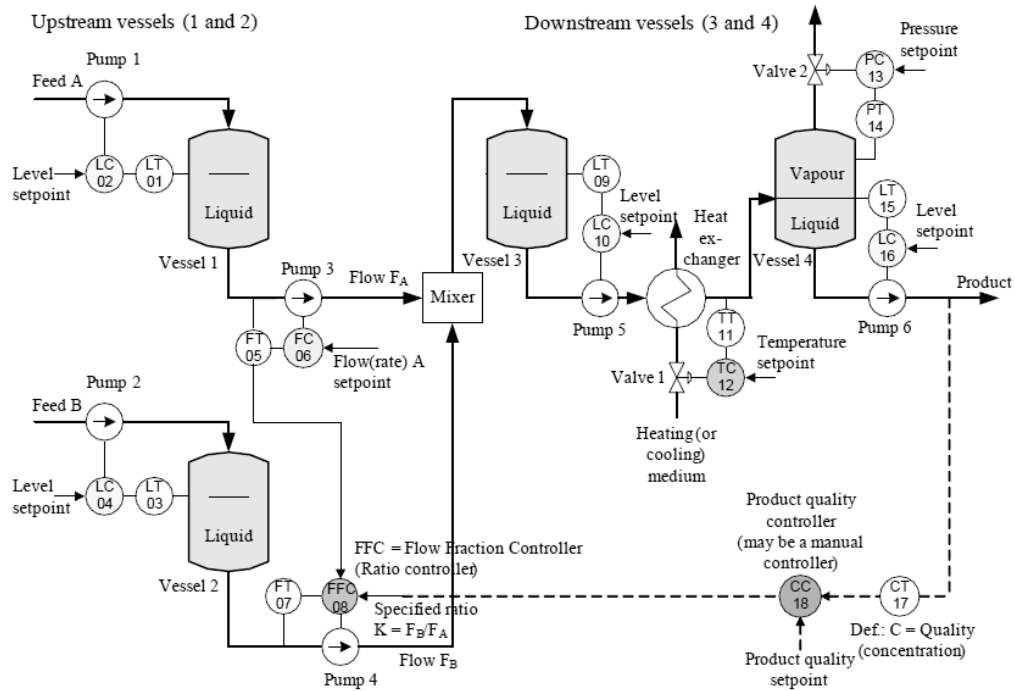 Upstream vessels (1 and 2)
Downstream vessels (3 and 4)
Pump 1
Feed A
LC
02
LT
01
Level
setpoint
Liquid
Vessel 1
Pump 3
Flow FA
Mixer
FT
05
FC
06
Flow(rate) A
setpoint
Pump 2
Feed B
LC
04
LT
03
Level
setpoint
Liquid
Vessel 2
FT
07
FFC
08
FFC = Flow Fraction Controller
(Ratio controller)
Specified ratio
K = FB/FA
Flow FB
Pump 4
Liquid
Vessel 3
LT
09
LC
10
Level
setpoint
Pump 5
Heat
ex-
changer
TT
11
TC
12
Temperature
setpoint
Valve 1
Heating (or
cooling)
medium
Valve 2
PC
13
Pressure
setpoint
PT
14
Vapour
Liquid
Vessel 4
LT
15
LC
16
Level
setpoint
Pump 6
Product
Product quality
controller
(may be a manual
controller)
CC
18
CT
17
Def.: C = Quality
(concentration)
Product quality
setpoint